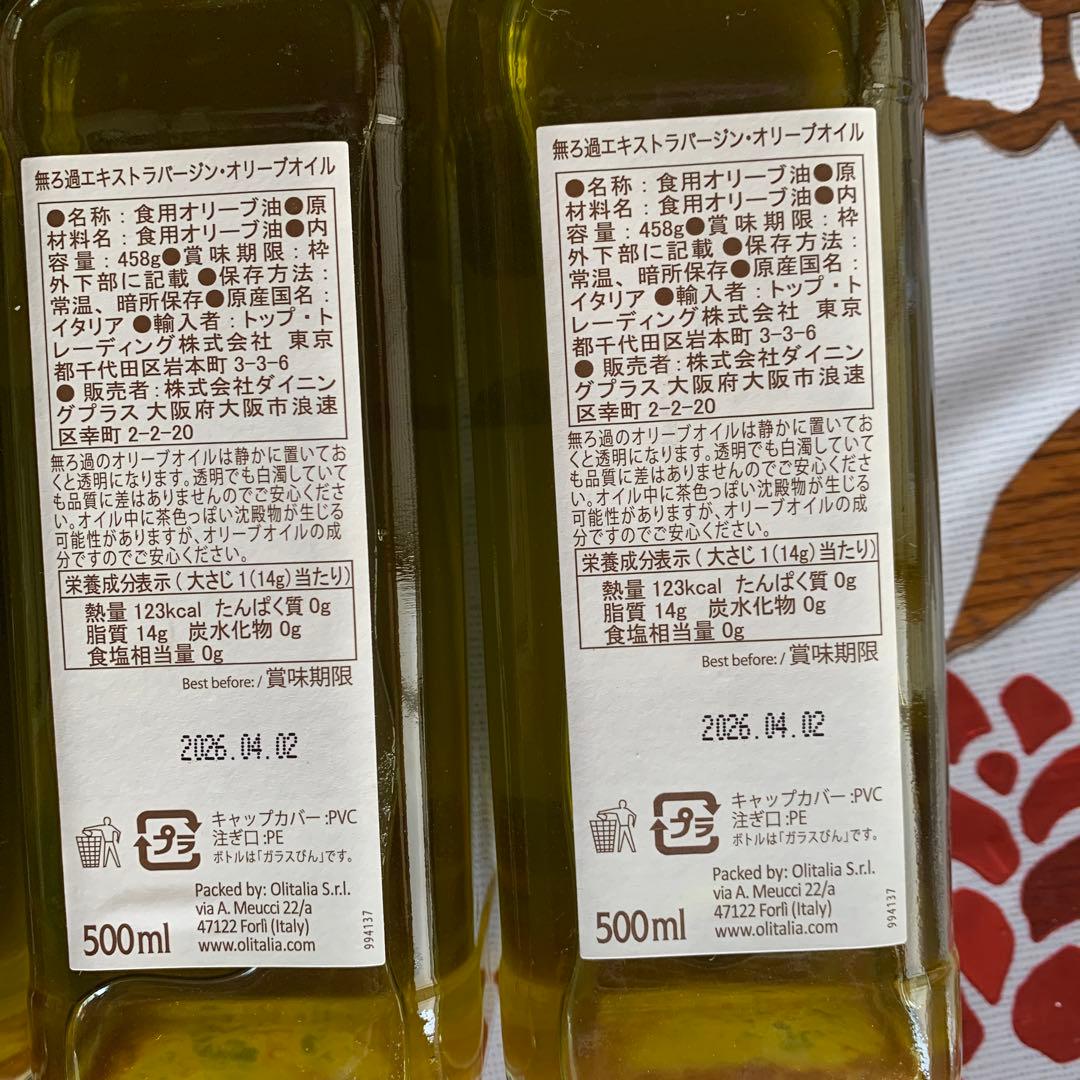 無ろ過エキストラバージン・オリーブオイル
●名称：食用オリーブ油●原
材料名：食用オリーブ油●内
容量：458g●賞味期限：枠
外下部に記載 ●保存方法：
常温、暗所保存●原産国名：
イタリア ●輸入者：トップ・ト
レーディング株式会社 東京
都千代田区岩本町 3-3-6
● 販売者：株式会社ダイニン
グプラス 大阪府大阪市浪速
区幸町 2-2-20
無ろ過のオリーブオイルは静かに置いてお
くと透明になります。透明でも白濁していて
も品質に差はありませんのでご安心くださ
い。オイル中に茶色っぽい沈殿物が生じる
可能性がありますが、オリーブオイルの成
分ですのでご安心ください。
栄養成分表示（大さじ1(14g)当たり）
熱量 123kcal たんぱく質 0g
脂質 14g 炭水化物 0g
食塩相当量 0g
Best before: / 賞味期限
2026.04.02
プラ
キャップカバー :PVC
注ぎ口 :PE
ボトルは「ガラスびん」です。
500ml
Packed by: Olitalia S.r.l.
via A. Meucci 22/a
47122 Forlì (Italy)
www.olitalia.com
994137
無ろ過エキストラバージン・オリーブオイル
●名称：食用オリーブ油●原
材料名：食用オリーブ油●内
容量：458g●賞味期限：枠
外下部に記載 ●保存方法：
常温、暗所保存●原産国名：
イタリア ●輸入者：トップ・ト
レーディング株式会社 東京
都千代田区岩本町 3-3-6
● 販売者：株式会社ダイニン
グプラス 大阪府大阪市浪速
区幸町 2-2-20
無ろ過のオリーブオイルは静かに置いてお
くと透明になります。透明でも白濁していて
も品質に差はありませんのでご安心くださ
い。オイル中に茶色っぽい沈殿物が生じる
可能性がありますが、オリーブオイルの成
分ですのでご安心ください。
栄養成分表示（大さじ1(14g)当たり）
熱量 123kcal たんぱく質 0g
脂質 14g 炭水化物 0g
食塩相当量 0g
Best before: / 賞味期限
2026.04.02
プラ
キャップカバー :PVC
注ぎ口 :PE
ボトルは「ガラスびん」です。
500ml
Packed by: Olitalia S.r.l.
via A. Meucci 22/a
47122 Forlì (Italy)
www.olitalia.com
994137